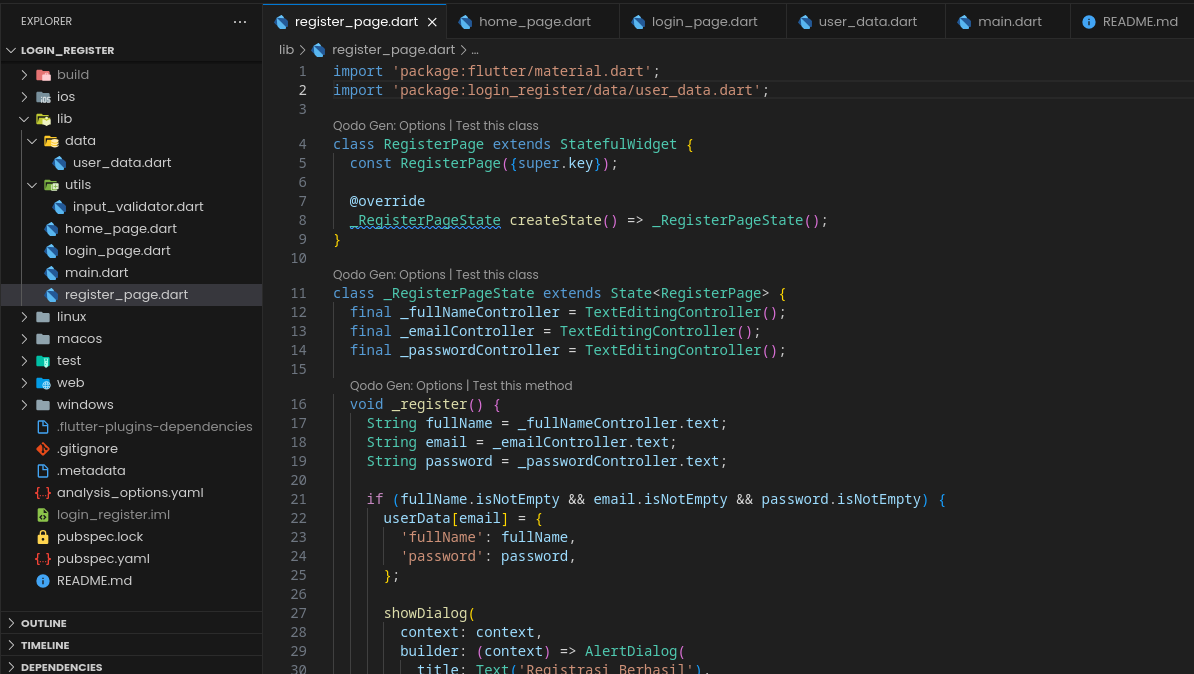 EXPLORER ...
LOGIN_REGISTER
build
ios
lib
data
user_data.dart
utils
input_validator.dart
home_page.dart
login_page.dart
main.dart
register_page.dart
linux
macos
test
web
windows
.flutter-plugins-dependencies
.gitignore
.metadata
analysis_options.yaml
login_register.iml
pubspec.lock
pubspec.yaml
README.md
OUTLINE
TIMELINE
DEPENDENCIES
register_page.dart home_page.dart login_page.dart user_data.dart main.dart README.md
lib > register_page.dart > ...
1 import 'package:flutter/material.dart';
2 import 'package:login_register/data/user_data.dart';
3
Qodo Gen: Options | Test this class
4 class RegisterPage extends StatefulWidget {
5   const RegisterPage({super.key});
6
7   @override
8   _RegisterPageState createState() => _RegisterPageState();
9 }
10
Qodo Gen: Options | Test this class
11 class _RegisterPageState extends State<RegisterPage> {
12   final _fullNameController = TextEditingController();
13   final _emailController = TextEditingController();
14   final _passwordController = TextEditingController();
15
Qodo Gen: Options | Test this method
16   void _register() {
17     String fullName = _fullNameController.text;
18     String email = _emailController.text;
19     String password = _passwordController.text;
20
21     if (fullName.isNotEmpty && email.isNotEmpty && password.isNotEmpty) {
22       userData[email] = {
23         'fullName': fullName,
24         'password': password,
25       };
26
27       showDialog(
28         context: context,
29         builder: (context) => AlertDialog(
30           title: Text('Registrasi Berhasil'),